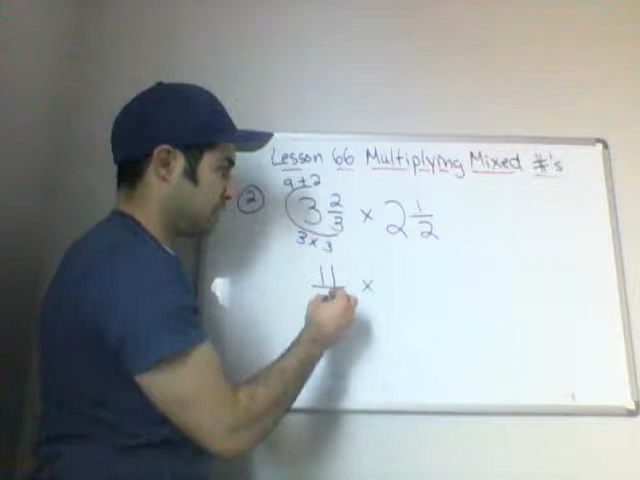 Lesson 66 Multiplying Mixed #'s
9+2
② 3 2/3 × 2 1/2
3×3
11 ×